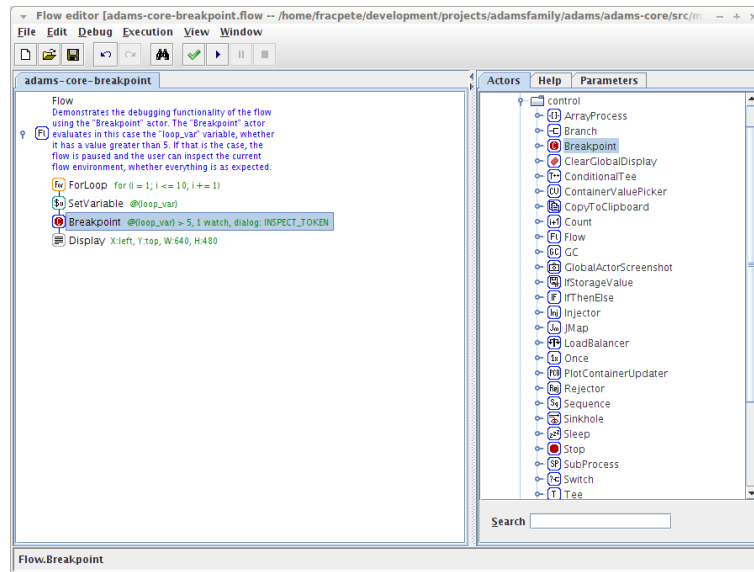 Flow editor [adams-core-breakpoint.flow -- /home/fracpete/development/projects/adamsfamily/adams/adams-core/src/m
File Edit Debug Execution View Window
adams-core-breakpoint
Flow
Demonstrates the debugging functionality of the flow
using the "Breakpoint" actor. The "Breakpoint" actor
evaluates in this case the "loop_var" variable, whether
it has a value greater than 5. If that is the case, the
flow is paused and the user can inspect the current
flow environment, whether everything is as expected.
ForLoop for (i = 1; i <= 10; i += 1)
SetVariable @(loop_var)
Breakpoint @(loop_var) > 5, 1 watch, dialog: INSPECT_TOKEN
Display X:left, Y:top, W:640, H:480
Actors Help Parameters
control
ArrayProcess
Branch
Breakpoint
ClearGlobalDisplay
ConditionalTee
ContainerValuePicker
CopyToClipboard
Count
Flow
GC
GlobalActorScreenshot
IfStorageValue
IfThenElse
Injector
JMap
LoadBalancer
Once
PlotContainerUpdater
Rejector
Sequence
Sinkhole
Sleep
Stop
SubProcess
Switch
Tee
Search
Flow.Breakpoint